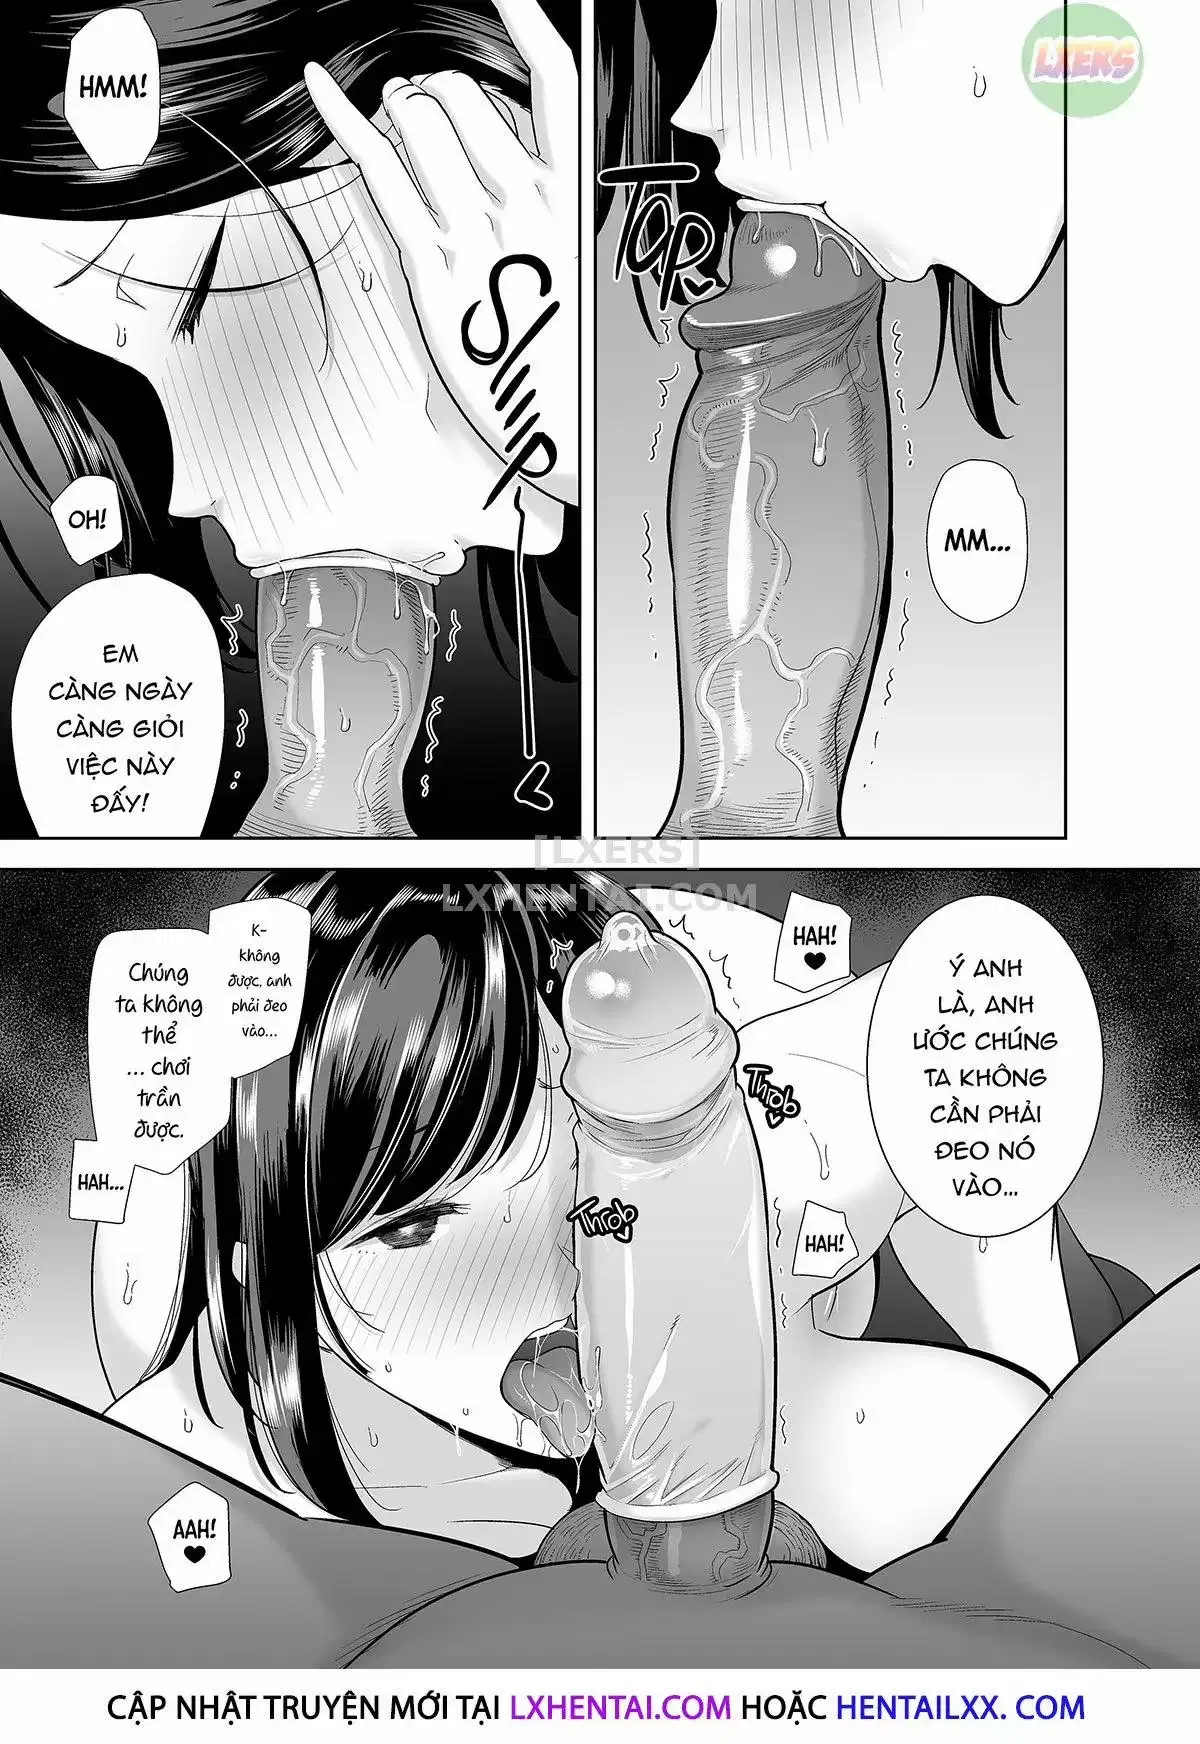 LXERS
TOP
MM...
HMM!
SLURP
OH!
EM
CÀNG NGÀY
CÀNG GIỎI
VIỆC NÀY
ĐẤY!
[LXERS]
LXHENTAI.COM
HAH!
Ý ANH
LÀ, ANH
ƯỚC CHÚNG
TA KHÔNG
CẦN PHẢI
ĐEO NÓ
VÀO...
K-
không
được, anh
phải đeo
vào...
Chúng
ta không
thể
... chơi
trần
được.
Throb
Throb
HAH...
HAH!
AAH!
CẬP NHẬT TRUYỆN MỚI TẠI LXHENTAI.COM HOẶC HENTAILXX. COM